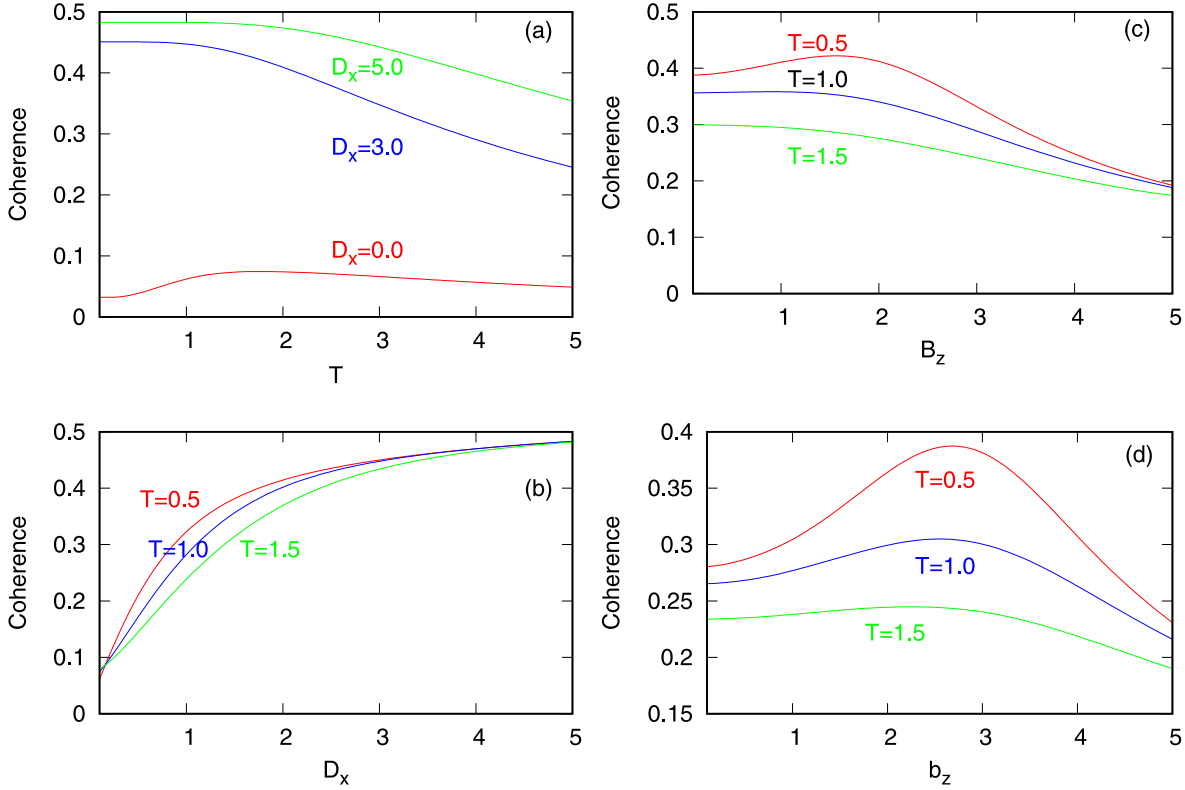 0.5
0.4
0.3
0.2
0.1
0
Coherence
(a)
D_x=5.0
D_x=3.0
D_x=0.0
1 2 3 4 5
T
0.5
0.4
0.3
0.2
0.1
0
Coherence
(c)
T=0.5
T=1.0
T=1.5
1 2 3 4 5
B_z
0.5
0.4
0.3
0.2
0.1
0
Coherence
(b)
T=0.5
T=1.0
T=1.5
1 2 3 4 5
D_x
0.4
0.35
0.3
0.25
0.2
0.15
Coherence
(d)
T=0.5
T=1.0
T=1.5
1 2 3 4 5
b_z